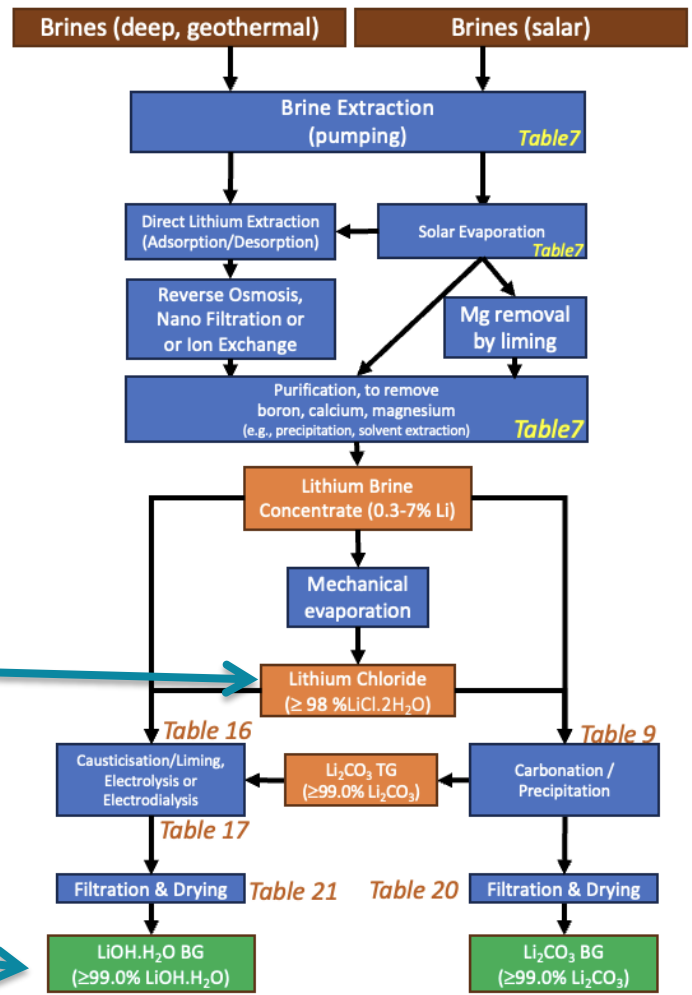 Brines (deep, geothermal)
Brines (salar)
Brine Extraction
(pumping)
Table7
Direct Lithium Extraction
(Adsorption/Desorption)
Solar Evaporation
Table7
Reverse Osmosis,
Nano Filtration or
or Ion Exchange
Mg removal
by liming
Purification, to remove
boron, calcium, magnesium
(e.g., precipitation, solvent extraction)
Table7
Lithium Brine
Concentrate (0.3-7% Li)
Mechanical
evaporation
Lithium Chloride
(≥ 98 %LiCl.2H₂O)
Table 16
Table 9
Causticisation/Liming,
Electrolysis or
Electrodialysis
Li₂CO₃ TG
(≥99.0% Li₂CO₃)
Carbonation /
Precipitation
Table 17
Filtration & Drying
Table 21
Table 20
Filtration & Drying
LiOH.H₂O BG
(≥99.0% LiOH.H₂O)
Li₂CO₃ BG
(≥99.0% Li₂CO₃)